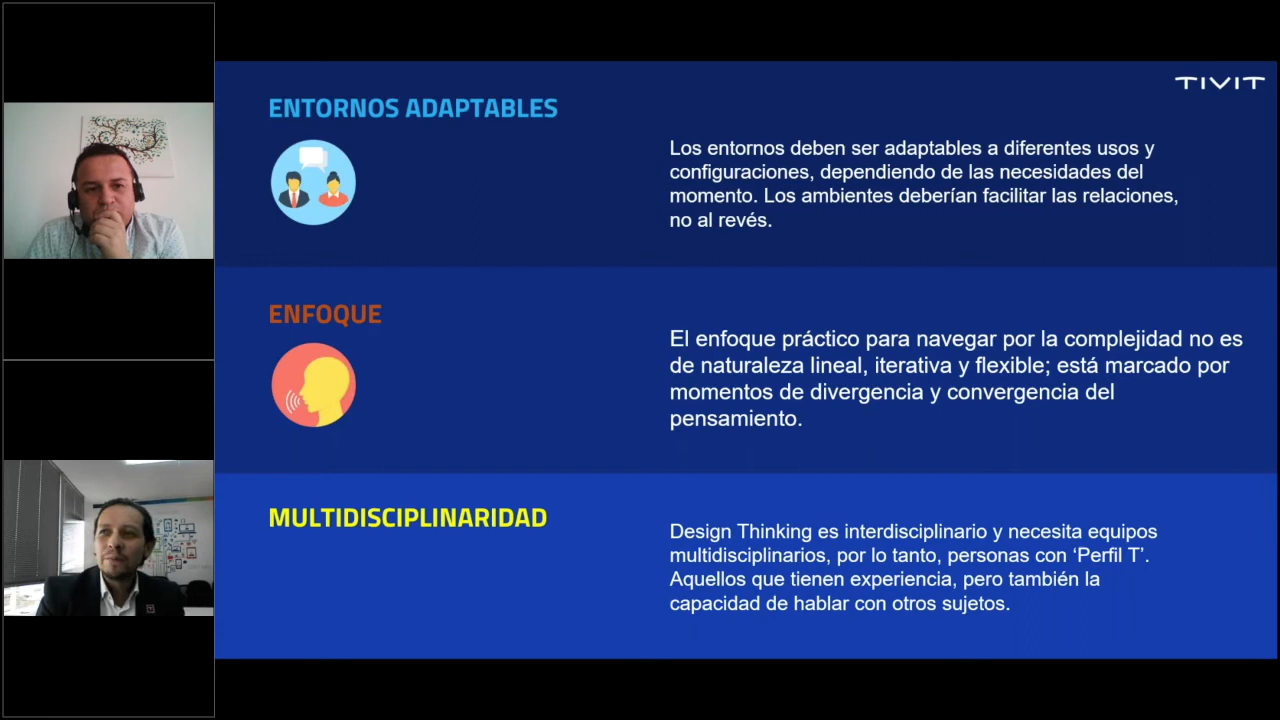 TIVIT
ENTORNOS ADAPTABLES
Los entornos deben ser adaptables a diferentes usos y
configuraciones, dependiendo de las necesidades del
momento. Los ambientes deberían facilitar las relaciones,
no al revés.
ENFOQUE
El enfoque práctico para navegar por la complejidad no es
de naturaleza lineal, iterativa y flexible; está marcado por
momentos de divergencia y convergencia del
pensamiento.
MULTIDISCIPLINARIDAD
Design Thinking es interdisciplinario y necesita equipos
multidisciplinarios, por lo tanto, personas con ‘Perfil T’.
Aquellos que tienen experiencia, pero también la
capacidad de hablar con otros sujetos.